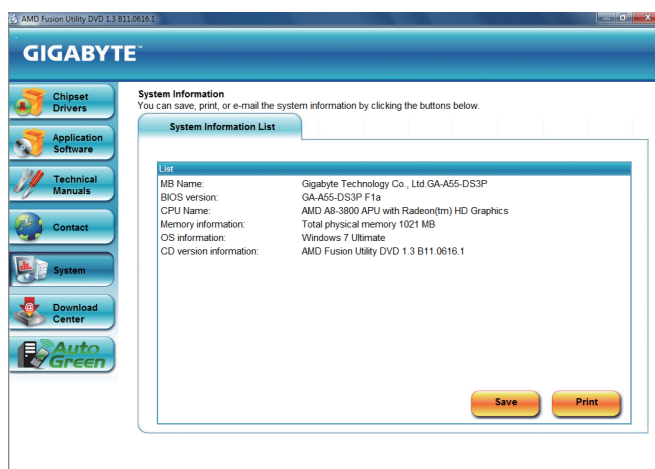 AMD Fusion Utility DVD 1.3 B11.0616.1
GIGABYTE™
Chipset
Drivers
Application
Software
Technical
Manuals
Contact
System
Download
Center
Auto
Green
System Information
You can save, print, or e-mail the system information by clicking the buttons below.
System Information List
List
MB Name: Gigabyte Technology Co., Ltd.GA-A55-DS3P
BIOS version: GA-A55-DS3P F1a
CPU Name: AMD A8-3800 APU with Radeon(tm) HD Graphics
Memory information: Total physical memory 1021 MB
OS information: Windows 7 Ultimate
CD version information: AMD Fusion Utility DVD 1.3 B11.0616.1
Save
Print